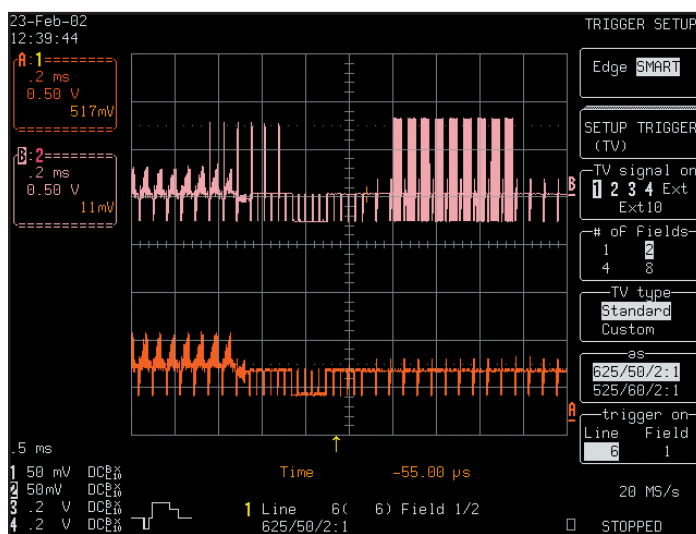 23-Feb-02
12:39:44
A:1
.2 ms
0.50 V
517mV
B:2
.2 ms
0.50 V
11mV
B
A
TRIGGER SETUP
Edge SMART
SETUP TRIGGER
(TV)
TV signal on
1 2 3 4 Ext
Ext10
# of Fields
1 2
4 8
TV type
Standard
Custom
as
625/50/2:1
525/60/2:1
trigger on
Line Field
6 1
.5 ms
Time -55.00 µs
1 50 mV DC
2 50mV DC
3 .2 V DC
4 .2 V DC
1 Line 6( 6) Field 1/2
625/50/2:1
20 MS/s
STOPPED